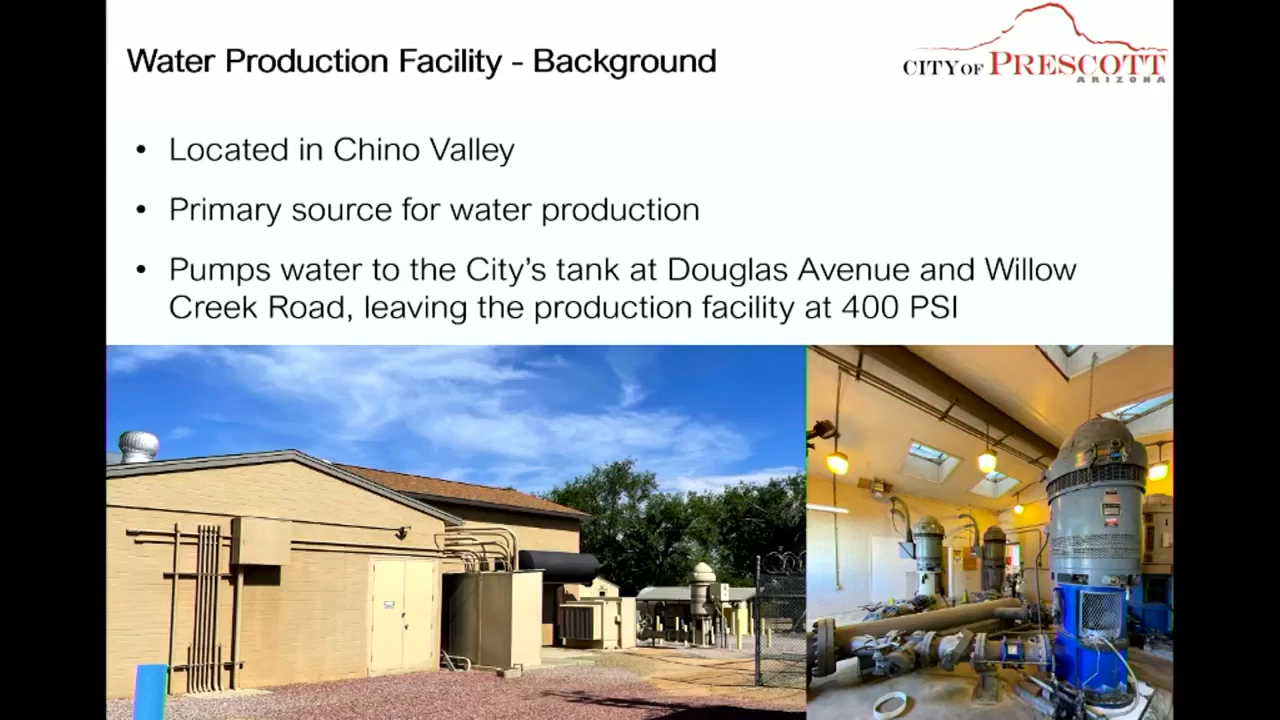 Water Production Facility - Background
CITY OF PRESCOTT
ARIZONA
• Located in Chino Valley
• Primary source for water production
• Pumps water to the City's tank at Douglas Avenue and Willow
Creek Road, leaving the production facility at 400 PSI